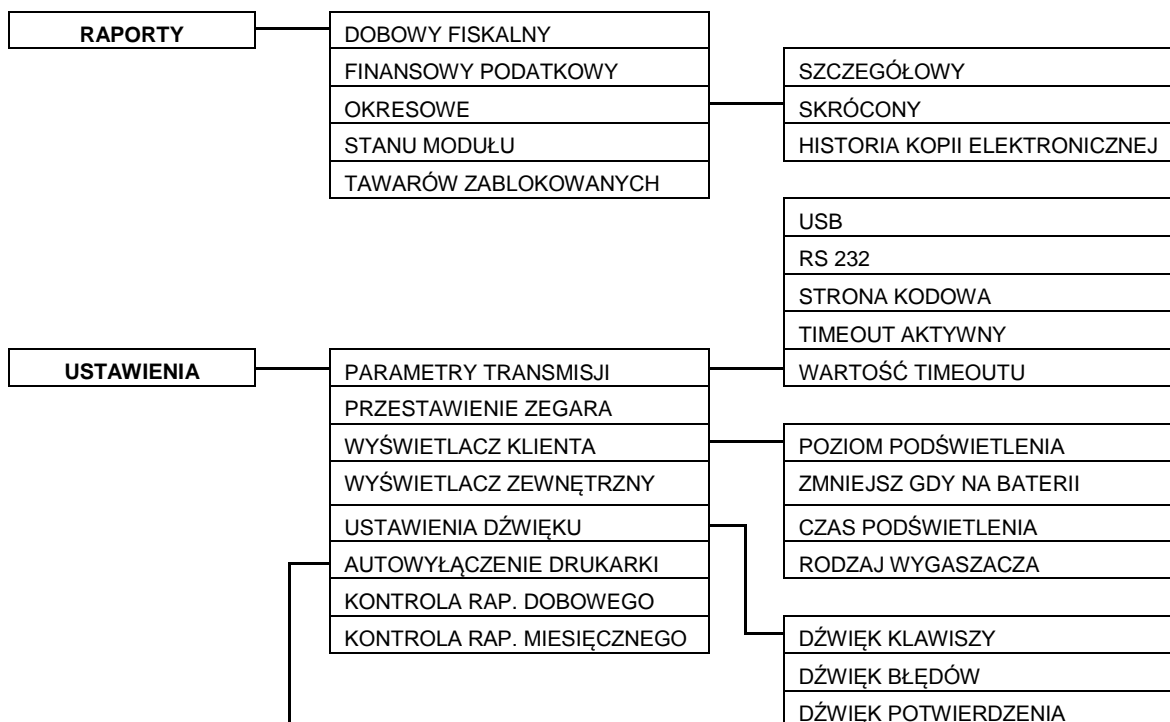 RAPORTY
DOBOWY FISKALNY
FINANSOWY PODATKOWY
OKRESOWE
STANU MODUŁU
TAWARÓW ZABLOKOWANYCH
SZCZEGÓŁOWY
SKRÓCONY
HISTORIA KOPII ELEKTRONICZNEJ
USB
RS 232
STRONA KODOWA
TIMEOUT AKTYWNY
WARTOŚĆ TIMEOUTU
USTAWIENIA
PARAMETRY TRANSMISJI
PRZESTAWIENIE ZEGARA
WYŚWIETLACZ KLIENTA
WYŚWIETLACZ ZEWNĘTRZNY
USTAWIENIA DŹWIĘKU
AUTOWYŁĄCZENIE DRUKARKI
KONTROLA RAP. DOBOWEGO
KONTROLA RAP. MIESIĘCZNEGO
POZIOM PODŚWIETLENIA
ZMNIEJSZ GDY NA BATERII
CZAS PODŚWIETLENIA
RODZAJ WYGASZACZA
DŹWIĘK KLAWISZY
DŹWIĘK BŁĘDÓW
DŹWIĘK POTWIERDZENIA